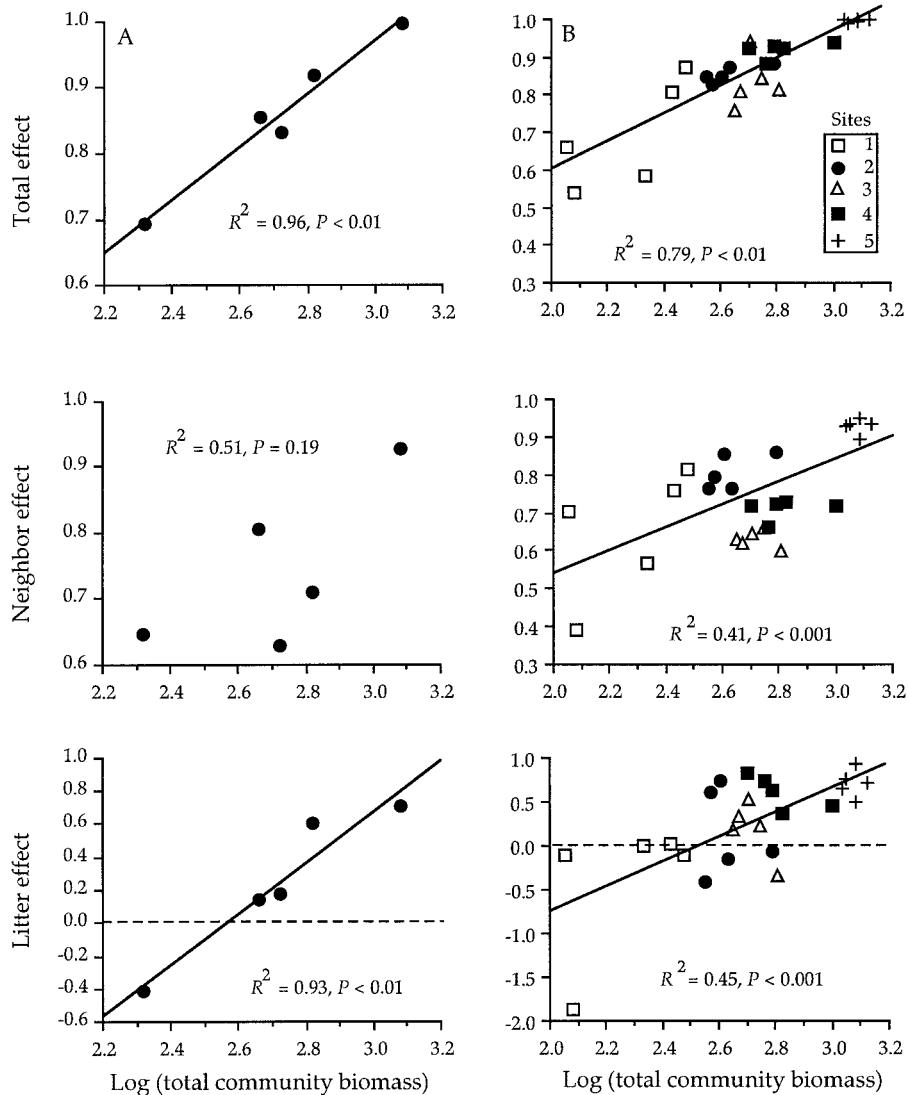 A
Total effect
1.0
0.9
0.8
0.7
0.6
R² = 0.96, P < 0.01
2.2 2.4 2.6 2.8 3.0 3.2
B
1.0
0.9
0.8
0.7
0.6
0.5
0.4
0.3
Sites
1
2
3
4
5
R² = 0.79, P < 0.01
2.0 2.2 2.4 2.6 2.8 3.0 3.2
Neighbor effect
1.0
0.9
0.8
0.7
0.6
R² = 0.51, P = 0.19
2.2 2.4 2.6 2.8 3.0 3.2
1.0
0.9
0.8
0.7
0.6
0.5
0.4
0.3
R² = 0.41, P < 0.001
2.0 2.2 2.4 2.6 2.8 3.0 3.2
Litter effect
1.0
0.8
0.6
0.4
0.2
0.0
-0.2
-0.4
-0.6
R² = 0.93, P < 0.01
2.2 2.4 2.6 2.8 3.0 3.2
Log (total community biomass)
1.0
0.5
0.0
-0.5
-1.0
-1.5
-2.0
R² = 0.45, P < 0.001
2.0 2.2 2.4 2.6 2.8 3.0 3.2
Log (total community biomass)